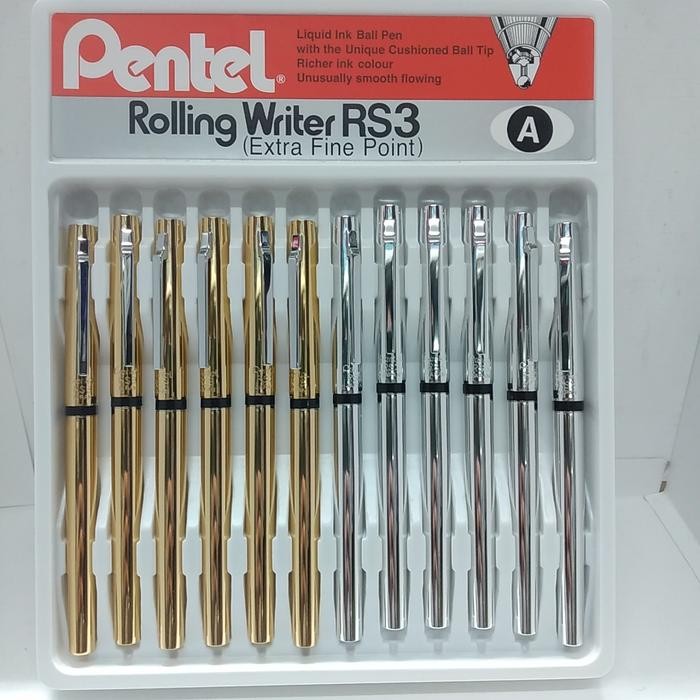 Pentel®
Liquid Ink Ball Pen
with the Unique Cushioned Ball Tip
Richer ink colour
Unusually smooth flowing
Rolling Writer RS3
(Extra Fine Point)
A